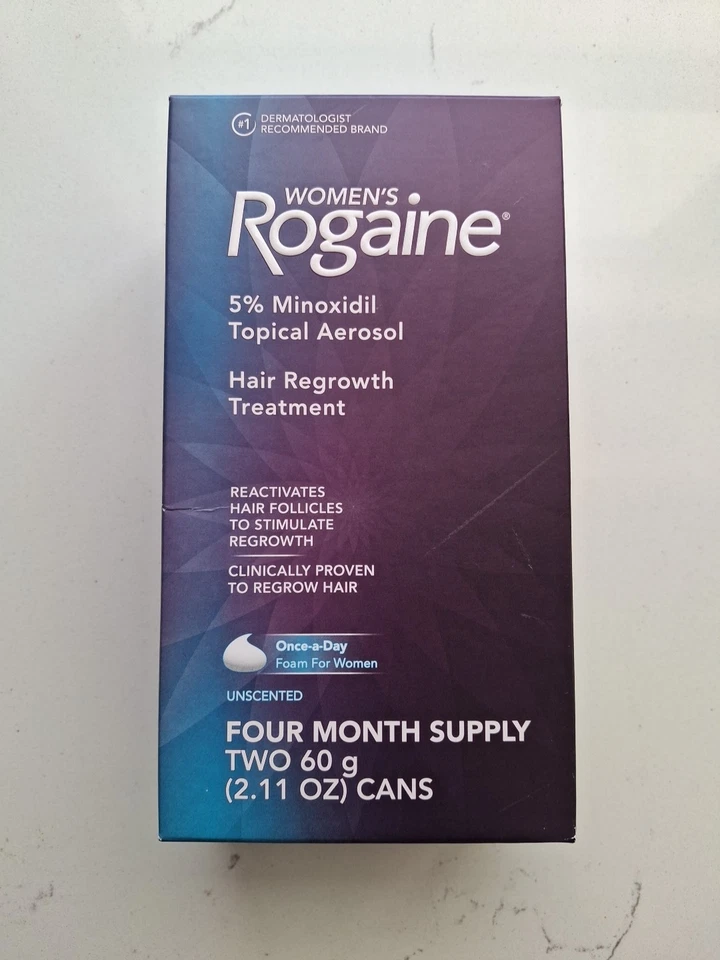 #1 DERMATOLOGIST
RECOMMENDED BRAND
WOMEN'S
Rogaine®
5% Minoxidil
Topical Aerosol
Hair Regrowth
Treatment
REACTIVATES
HAIR FOLLICLES
TO STIMULATE
REGROWTH
CLINICALLY PROVEN
TO REGROW HAIR
Once-a-Day
Foam For Women
UNSCENTED
FOUR MONTH SUPPLY
TWO 60 g
(2.11 OZ) CANS